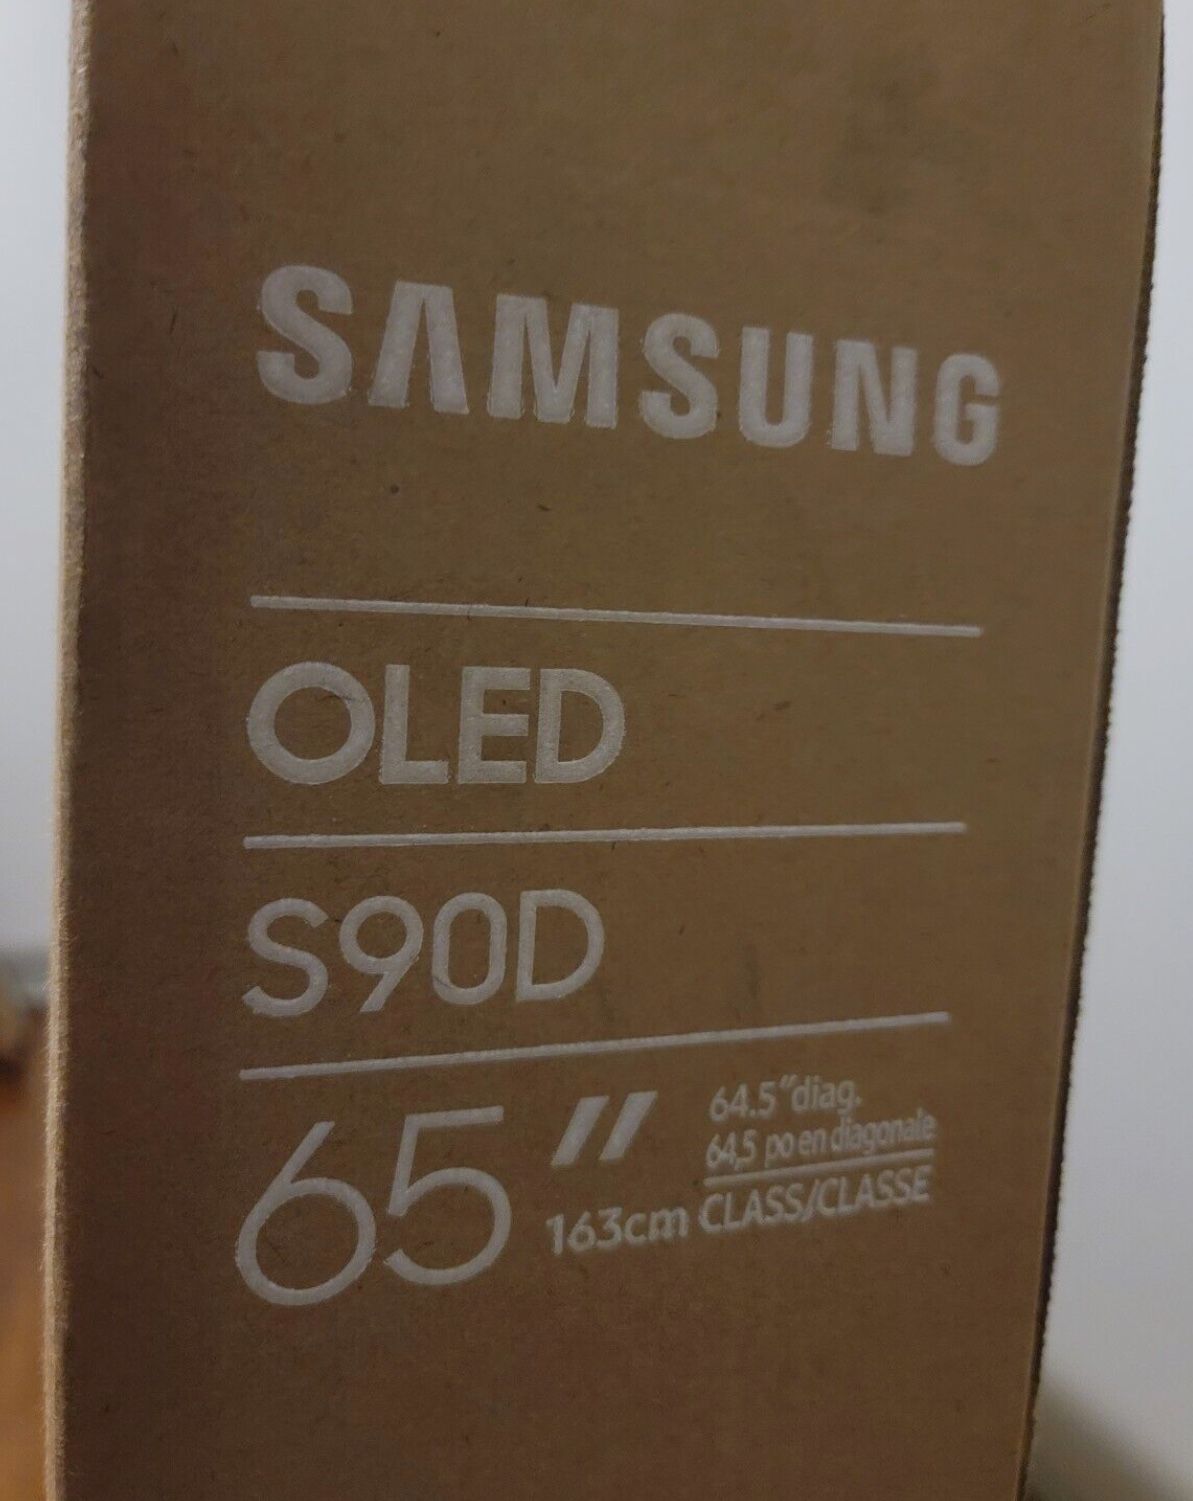 SAMSUNG
OLED
S90D
65"
64.5"diag.
64,5 po en diagonale
163cm CLASS/CLASSE